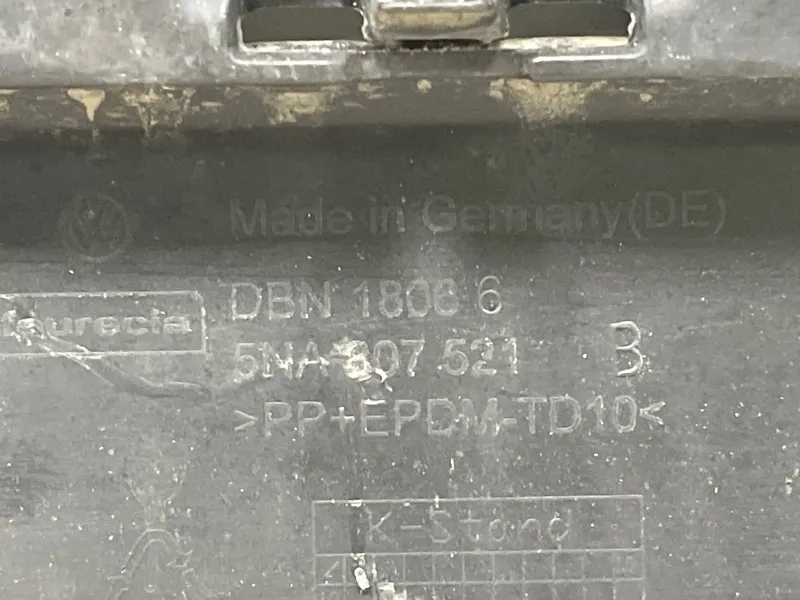 Made in Germany(DE)
DBN 1808 6
faurecia
5NA 807 521 B
>PP+EPDM-TD10<
K-Stand